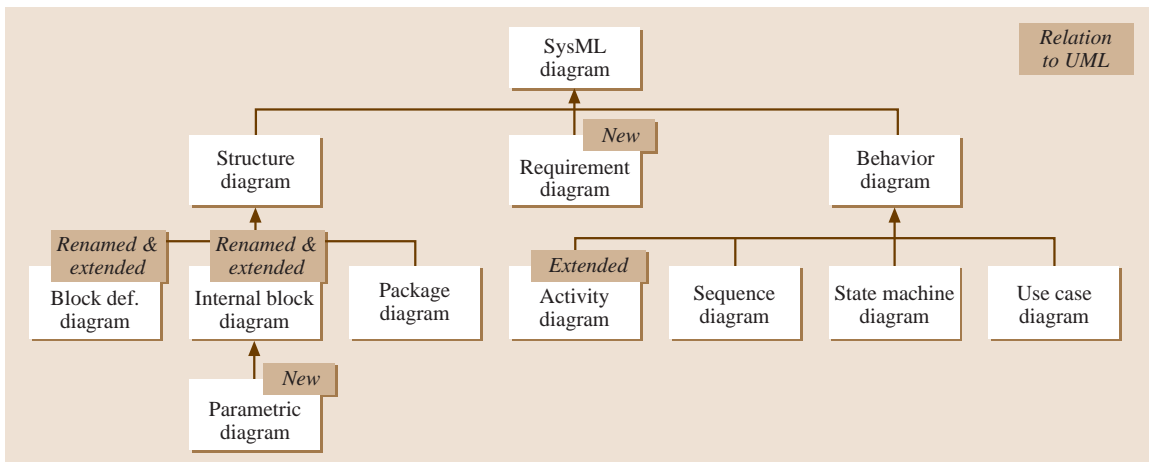 SysML
diagram
Relation
to UML
New
Structure
diagram
Requirement
diagram
Behavior
diagram
Renamed &
extended
Renamed &
extended
Extended
Block def.
diagram
Internal block
diagram
Package
diagram
Activity
diagram
Sequence
diagram
State machine
diagram
Use case
diagram
New
Parametric
diagram